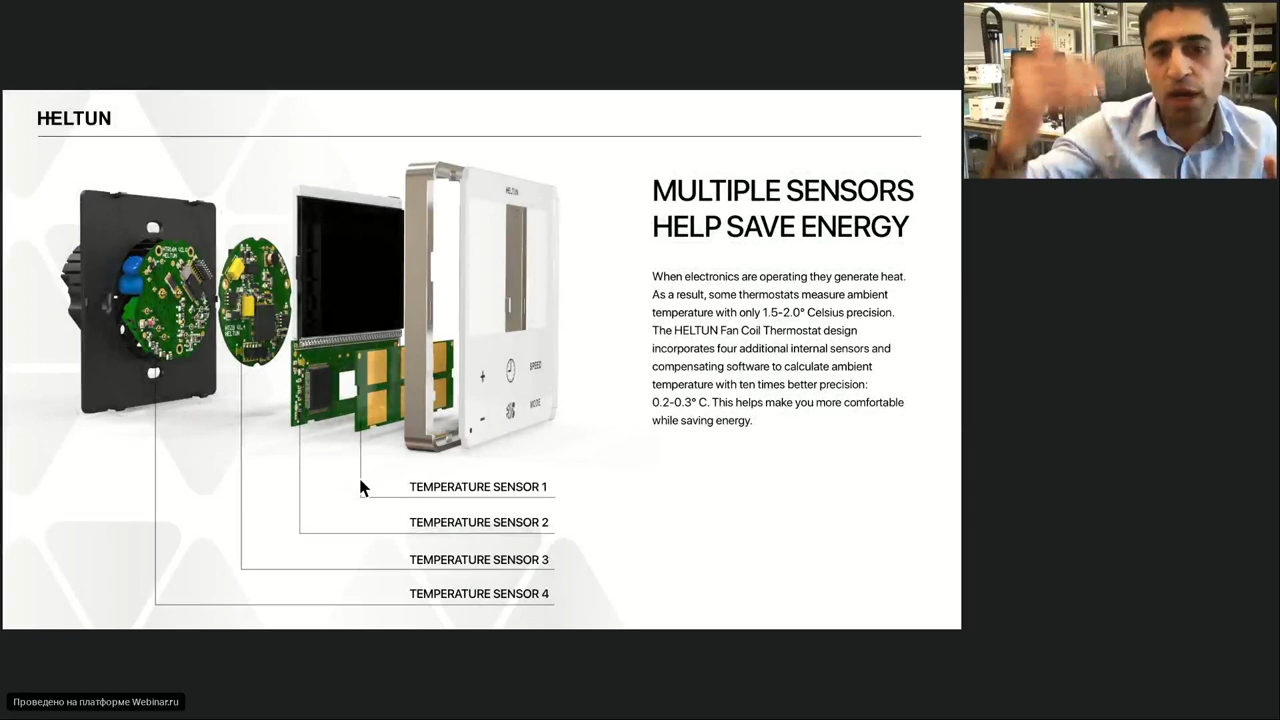 HELTUN
HELTUN
MULTIPLE SENSORS
HELP SAVE ENERGY
When electronics are operating they generate heat.
As a result, some thermostats measure ambient
temperature with only 1.5-2.0° Celsius precision.
The HELTUN Fan Coil Thermostat design
incorporates four additional internal sensors and
compensating software to calculate ambient
temperature with ten times better precision:
0.2-0.3° C. This helps make you more comfortable
while saving energy.
HELTUN
HELTUN
+
SPEED
-
MODE
TEMPERATURE SENSOR 1
TEMPERATURE SENSOR 2
TEMPERATURE SENSOR 3
TEMPERATURE SENSOR 4
Проведено на платформе Webinar.ru